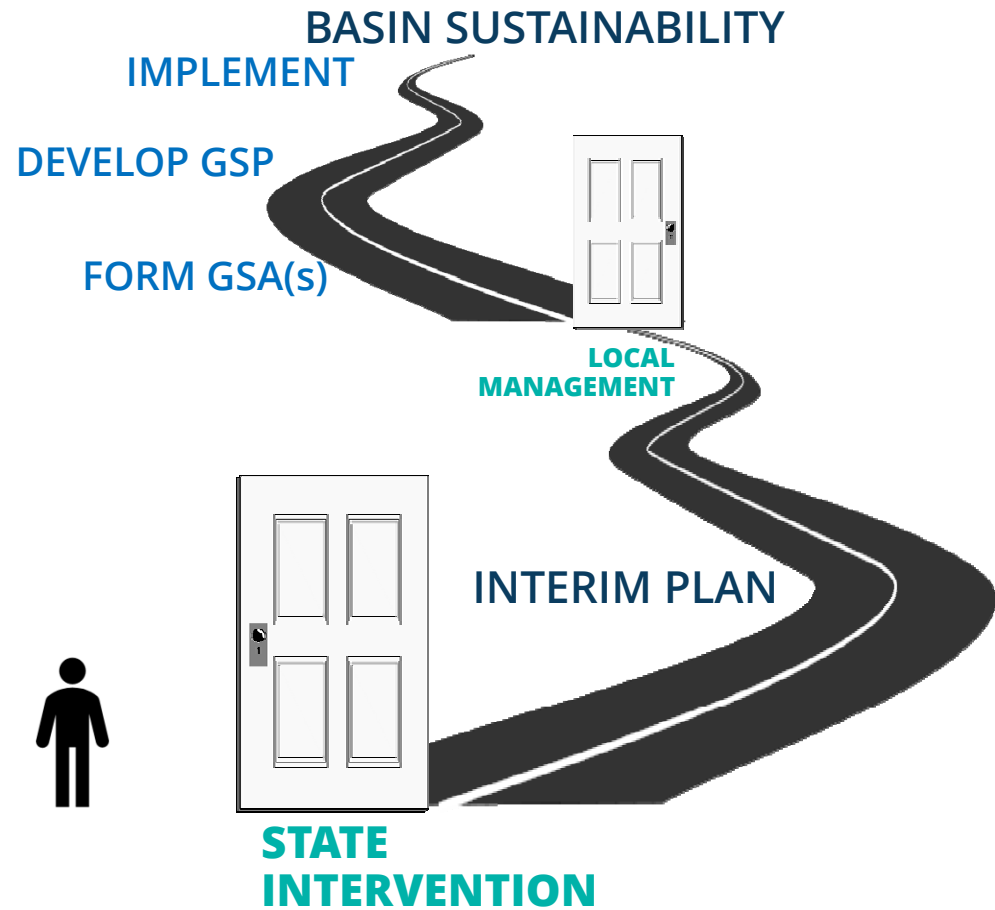 BASIN SUSTAINABILITY
IMPLEMENT
DEVELOP GSP
FORM GSA(s)
LOCAL
MANAGEMENT
INTERIM PLAN
STATE
INTERVENTION